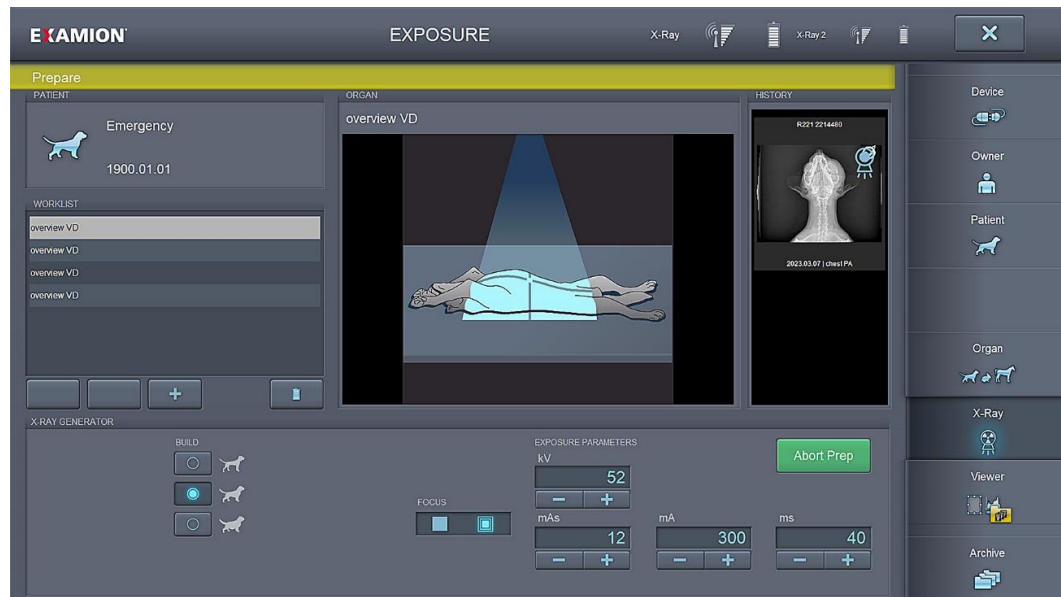 EXAMION
EXPOSURE
X-Ray
X-Ray 2
Prepare
PATIENT
Emergency
1900.01.01
WORKLIST
overview VD
overview VD
overview VD
overview VD
ORGAN
overview VD
HISTORY
R221 2214480
2023.03.07 | chest PA
X-RAY GENERATOR
BUILD
FOCUS
EXPOSURE PARAMETERS
kV
52
mAs
12
mA
300
ms
40
Abort Prep
Device
Owner
Patient
Organ
X-Ray
Viewer
Archive